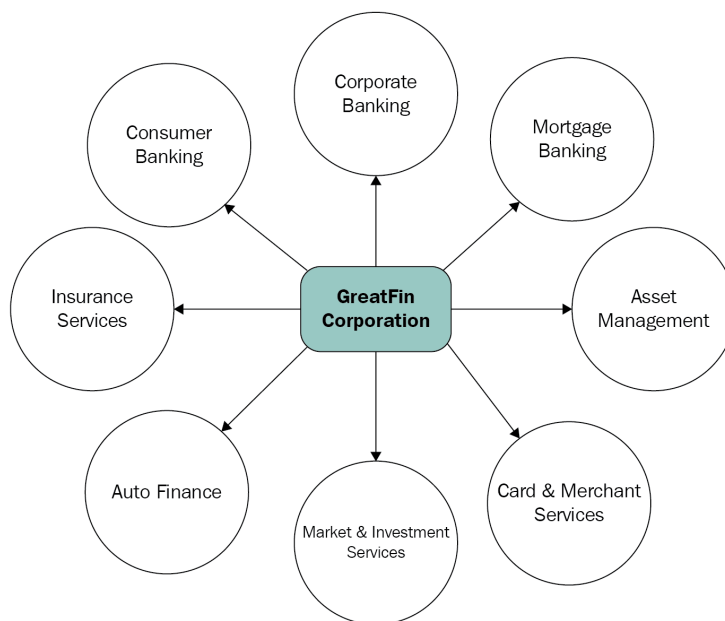 Corporate
Banking
Consumer
Banking
Mortgage
Banking
Insurance
Services
GreatFin
Corporation
Asset
Management
Auto Finance
Card & Merchant
Services
Market & Investment
Services